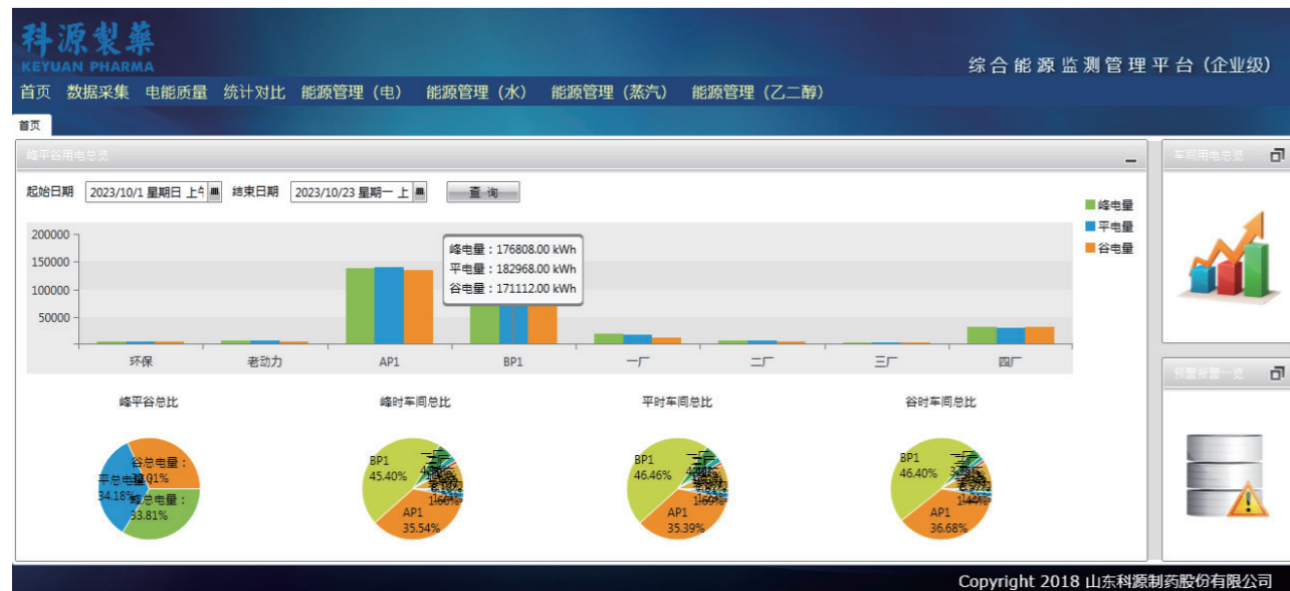 科源製藥
KEYUAN PHARMA
综合能源监测管理平台（企业级）
首页 数据采集 电能质量 统计对比 能源管理（电） 能源管理（水） 能源管理（蒸汽） 能源管理（乙二醇）
首页
峰平谷用电总览
车间用电总览
起始日期 2023/10/1 星期日 上午 结束日期 2023/10/23 星期一 上 查 询
峰电量
平电量
谷电量
200000
150000
100000
50000
峰电量：176808.00 kWh
平电量：182968.00 kWh
谷电量：171112.00 kWh
环保 老动力 AP1 BP1 一厂 二厂 三厂 四厂
预警报警一览
峰平谷总比 峰时车间总比 平时车间总比 谷时车间总比
谷总电量：
平总电量
34.18%
峰总电量：
33.81%
BP1
45.40%
AP1
35.54%
BP1
46.46%
AP1
35.39%
BP1
46.40%
AP1
36.68%
Copyright 2018 山东科源制药股份有限公司